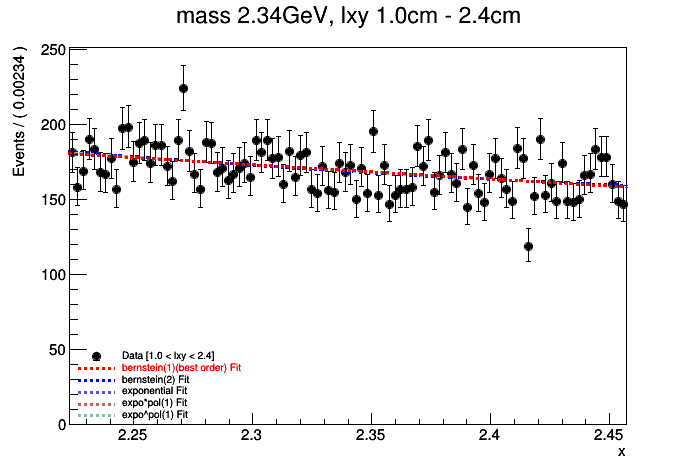 mass 2.34GeV, lxy 1.0cm - 2.4cm
Events / ( 0.00234 )
250
200
150
100
50
0
Data [1.0 < lxy < 2.4]
bernstein(1)(best order) Fit
bernstein(2) Fit
exponential Fit
expo*pol(1) Fit
expo^pol(1) Fit
2.25 2.3 2.35 2.4 2.45
x